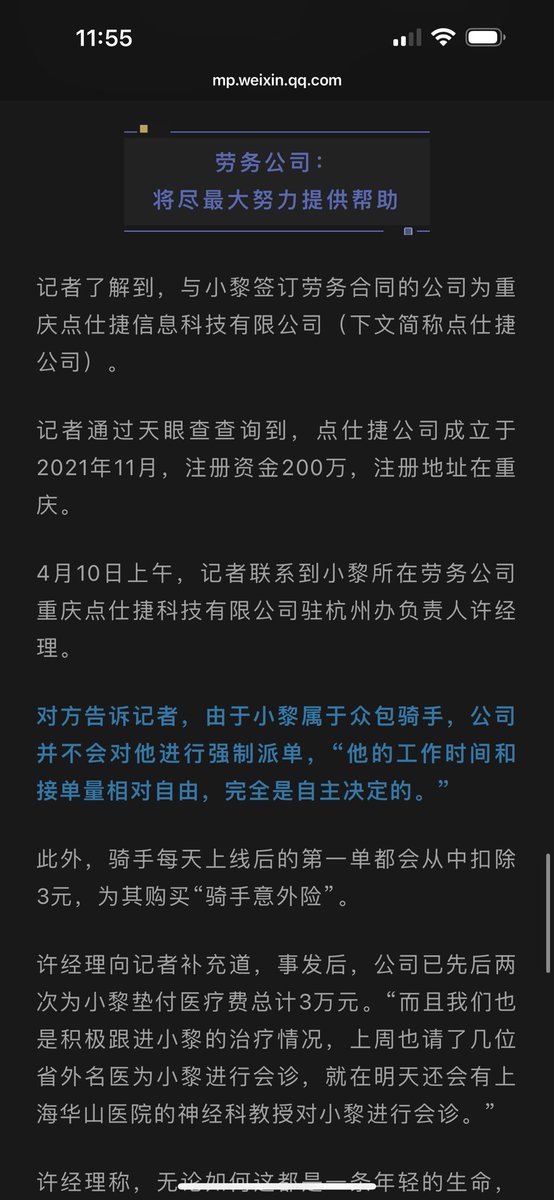 11:55
mp.weixin.qq.com
劳务公司：
将尽最大努力提供帮助
记者了解到，与小黎签订劳务合同的公司为重
庆点仕捷信息科技有限公司（下文简称点仕捷
公司）。
记者通过天眼查查询到，点仕捷公司成立于
2021年11月，注册资金200万，注册地址在重
庆。
4月10日上午，记者联系到小黎所在劳务公司
重庆点仕捷科技有限公司驻杭州办负责人许经
理。
对方告诉记者，由于小黎属于众包骑手，公司
并不会对他进行强制派单，“他的工作时间和
接单量相对自由，完全是自主决定的。”
此外，骑手每天上线后的第一单都会从中扣除
3元，为其购买“骑手意外险”。
许经理向记者补充道，事发后，公司已先后两
次为小黎垫付医疗费总计3万元。“而且我们也
是积极跟进小黎的治疗情况，上周也请了几位
省外名医为小黎进行会诊，就在明天还会有上
海华山医院的神经科教授对小黎进行会诊。”
许经理称，无论如何这都是一条年轻的生命，